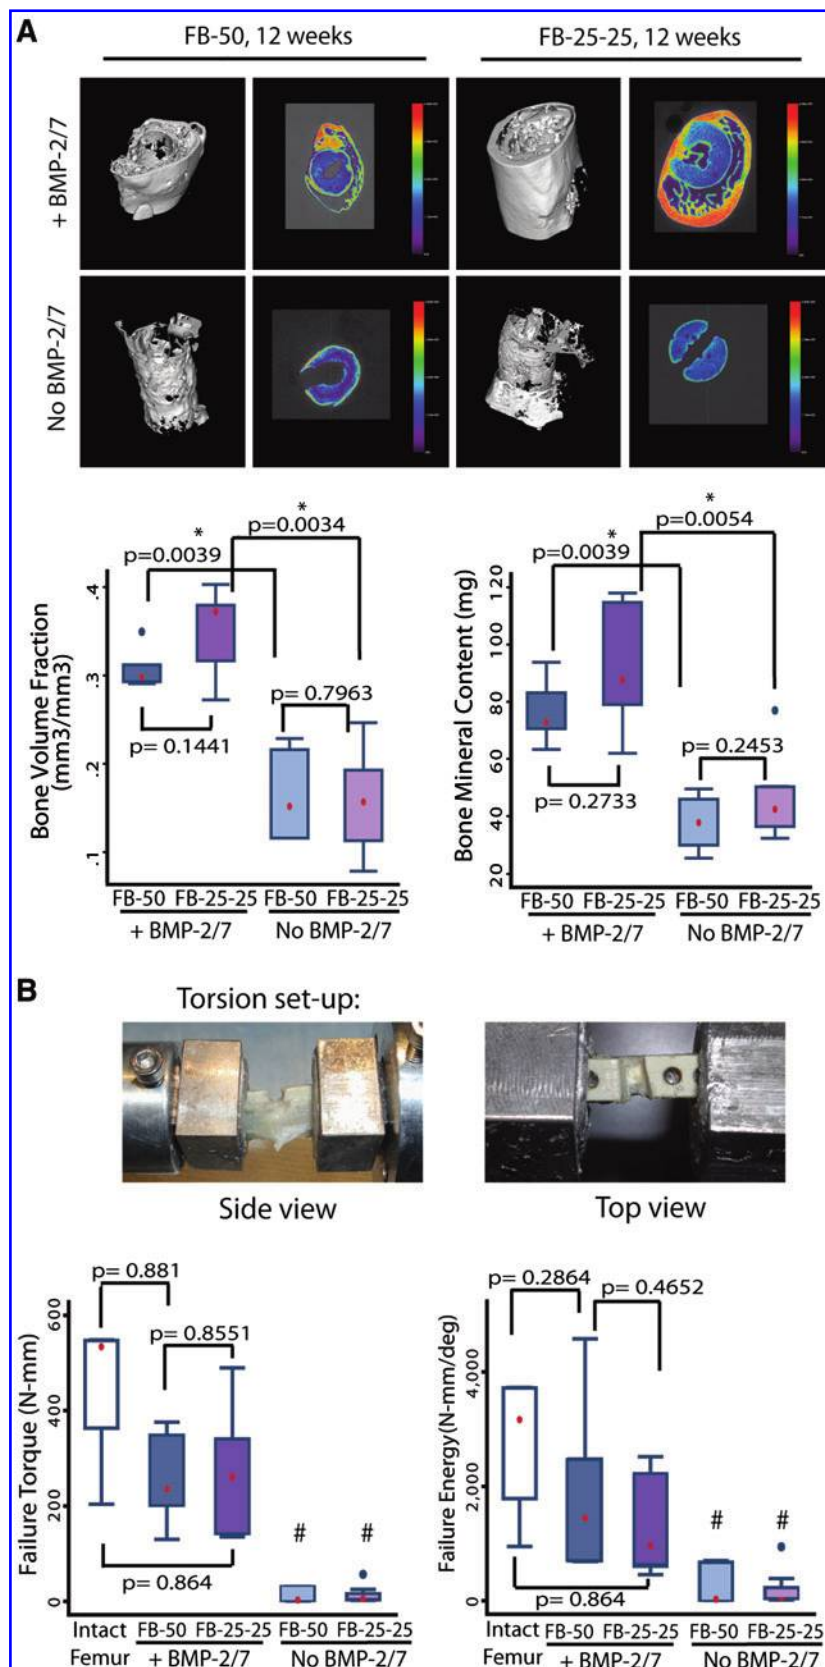 A
FB-50, 12 weeks
FB-25-25, 12 weeks
+ BMP-2/7
No BMP-2/7
*
p=0.0039
*
p=0.0034
p= 0.7963
p= 0.1441
Bone Volume Fraction
(mm3/mm3)
.4
.3
.2
.1
FB-50 FB-25-25 FB-50 FB-25-25
+ BMP-2/7 No BMP-2/7
*
p=0.0039
*
p=0.0054
p= 0.2453
p= 0.2733
Bone Mineral Content (mg)
120
100
80
60
40
20
FB-50 FB-25-25 FB-50 FB-25-25
+ BMP-2/7 No BMP-2/7
B
Torsion set-up:
Side view
Top view
p= 0.881
p= 0.8551
p= 0.864
# #
Failure Torque (N-mm)
600
400
200
0
Intact FB-50 FB-25-25 FB-50 FB-25-25
Femur + BMP-2/7 No BMP-2/7
p= 0.2864
p= 0.4652
p= 0.864
# #
Failure Energy(N-mm/deg)
4,000
2,000
0
Intact FB-50 FB-25-25 FB-50 FB-25-25
Femur + BMP-2/7 No BMP-2/7